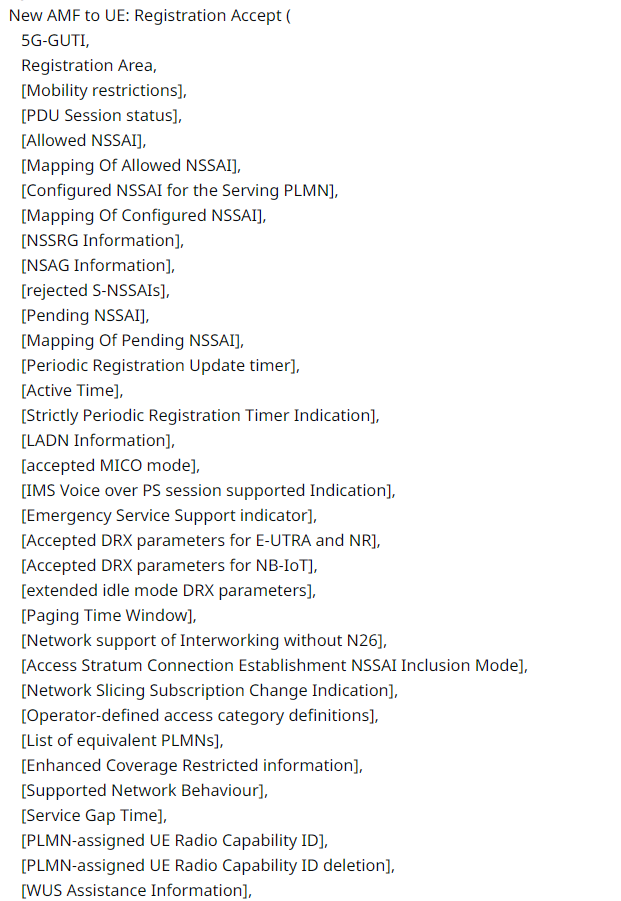 New AMF to UE: Registration Accept (
5G-GUTI,
Registration Area,
[Mobility restrictions],
[PDU Session status],
[Allowed NSSAI],
[Mapping Of Allowed NSSAI],
[Configured NSSAI for the Serving PLMN],
[Mapping Of Configured NSSAI],
[NSSRG Information],
[NSAG Information],
[rejected S-NSSAIs],
[Pending NSSAI],
[Mapping Of Pending NSSAI],
[Periodic Registration Update timer],
[Active Time],
[Strictly Periodic Registration Timer Indication],
[LADN Information],
[accepted MICO mode],
[IMS Voice over PS session supported Indication],
[Emergency Service Support indicator],
[Accepted DRX parameters for E-UTRA and NR],
[Accepted DRX parameters for NB-IoT],
[extended idle mode DRX parameters],
[Paging Time Window],
[Network support of Interworking without N26],
[Access Stratum Connection Establishment NSSAI Inclusion Mode],
[Network Slicing Subscription Change Indication],
[Operator-defined access category definitions],
[List of equivalent PLMNs],
[Enhanced Coverage Restricted information],
[Supported Network Behaviour],
[Service Gap Time],
[PLMN-assigned UE Radio Capability ID],
[PLMN-assigned UE Radio Capability ID deletion],
[WUS Assistance Information],